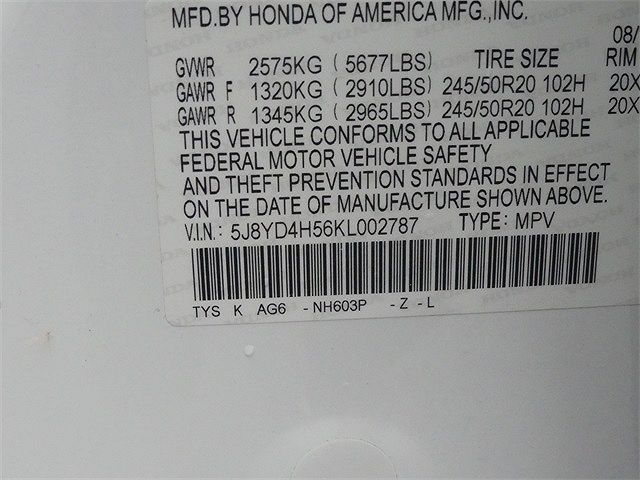 MFD.BY HONDA OF AMERICA MFG.,INC.
08/
GVWR 2575KG ( 5677LBS) TIRE SIZE RIM
GAWR F 1320KG ( 2910LBS) 245/50R20 102H 20X
GAWR R 1345KG ( 2965LBS) 245/50R20 102H 20X
THIS VEHICLE CONFORMS TO ALL APPLICABLE
FEDERAL MOTOR VEHICLE SAFETY
AND THEFT PREVENTION STANDARDS IN EFFECT
ON THE DATE OF MANUFACTURE SHOWN ABOVE.
V.I.N.: 5J8YD4H56KL002787 TYPE: MPV
TYS K AG6 -NH603P -Z-L